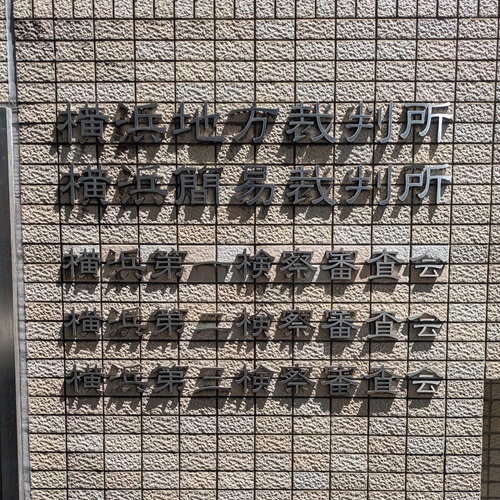 横浜地方裁判所
横浜簡易裁判所
横浜第一検察審査会
横浜第二検察審査会
横浜第三検察審査会